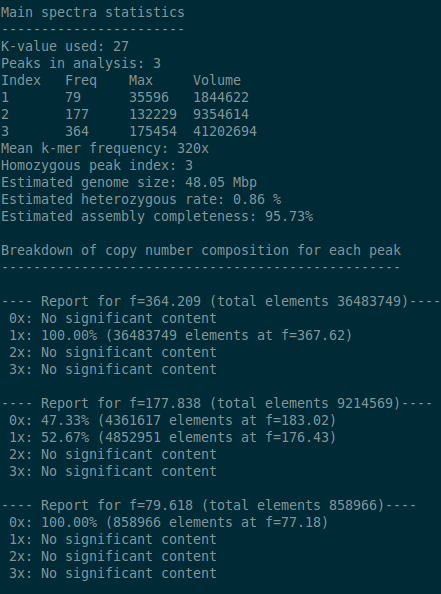 Main spectra statistics
-----------------------
K-value used: 27
Peaks in analysis: 3
Index   Freq    Max     Volume
1       79      35596   1844622
2       177     132229  9354614
3       364     175454  41202694
Mean k-mer frequency: 320x
Homozygous peak index: 3
Estimated genome size: 48.05 Mbp
Estimated heterozygous rate: 0.86 %
Estimated assembly completeness: 95.73%

Breakdown of copy number composition for each peak
--------------------------------------------------

---- Report for f=364.209 (total elements 36483749)----
 0x: No significant content
 1x: 100.00% (36483749 elements at f=367.62)
 2x: No significant content
 3x: No significant content

---- Report for f=177.838 (total elements 9214569)----
 0x: 47.33% (4361617 elements at f=183.02)
 1x: 52.67% (4852951 elements at f=176.43)
 2x: No significant content
 3x: No significant content

---- Report for f=79.618 (total elements 858966)----
 0x: 100.00% (858966 elements at f=77.18)
 1x: No significant content
 2x: No significant content
 3x: No significant content